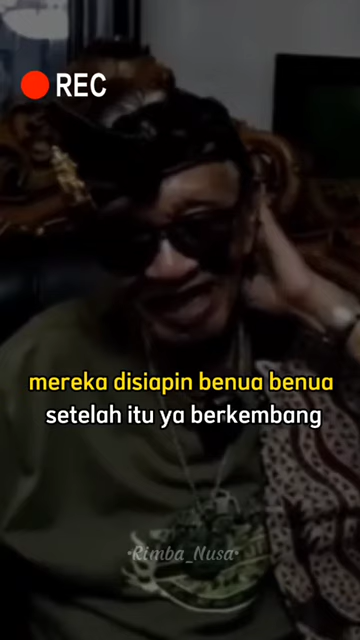 REC
mereka disiapin benua benua
setelah itu ya berkembang
•Rimba_Nusa•